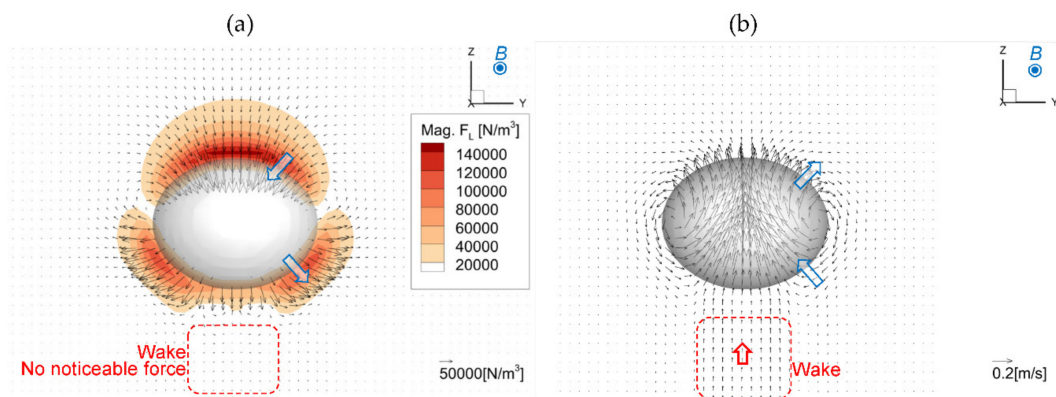 (a)
(b)
Z
B
X
Y
Mag. F_L [N/m³]
140000
120000
100000
80000
60000
40000
20000
Wake
No noticeable force
50000[N/m³]
Z
B
X
Y
Wake
0.2[m/s]